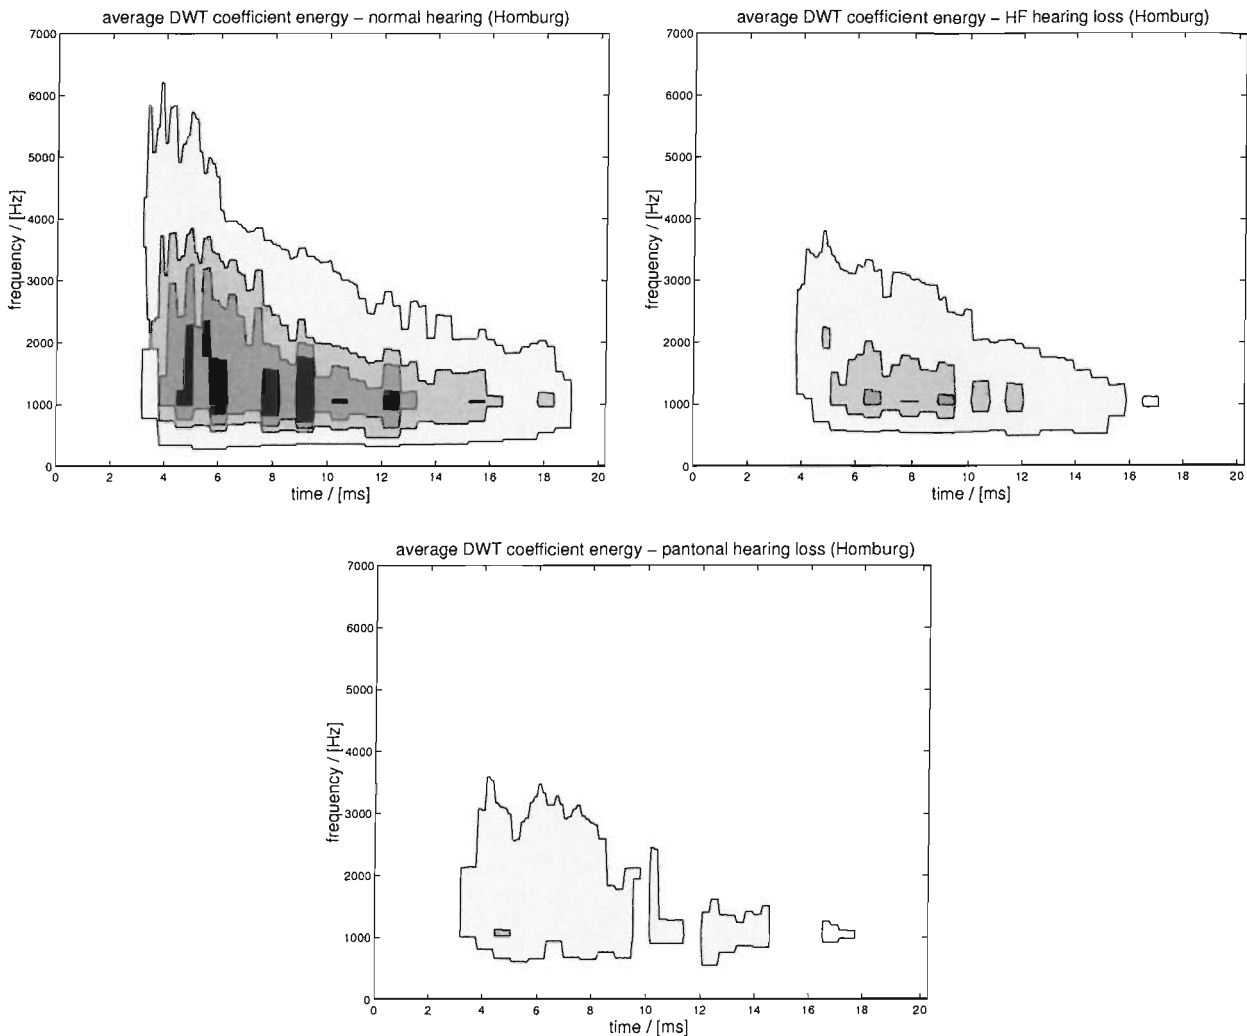 average DWT coefficient energy – normal hearing (Homburg)
7000
6000
5000
4000
3000
2000
1000
0
frequency / [Hz]
0 2 4 6 8 10 12 14 16 18 20
time / [ms]
average DWT coefficient energy – HF hearing loss (Homburg)
7000
6000
5000
4000
3000
2000
1000
0
frequency / [Hz]
0 2 4 6 8 10 12 14 16 18 20
time / [ms]
average DWT coefficient energy – pantonal hearing loss (Homburg)
7000
6000
5000
4000
3000
2000
1000
0
frequency / [Hz]
0 2 4 6 8 10 12 14 16 18 20
time / [ms]